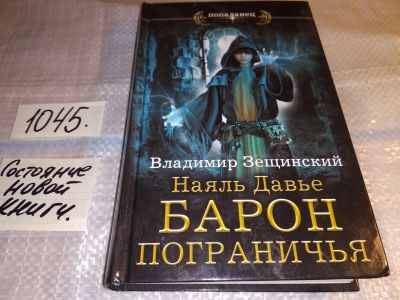 попаданец
1045.
Состояние
новой
книги.
Владимир Зещинский
Наяль Давье
БАРОН
ПОГРАНИЧЬЯ